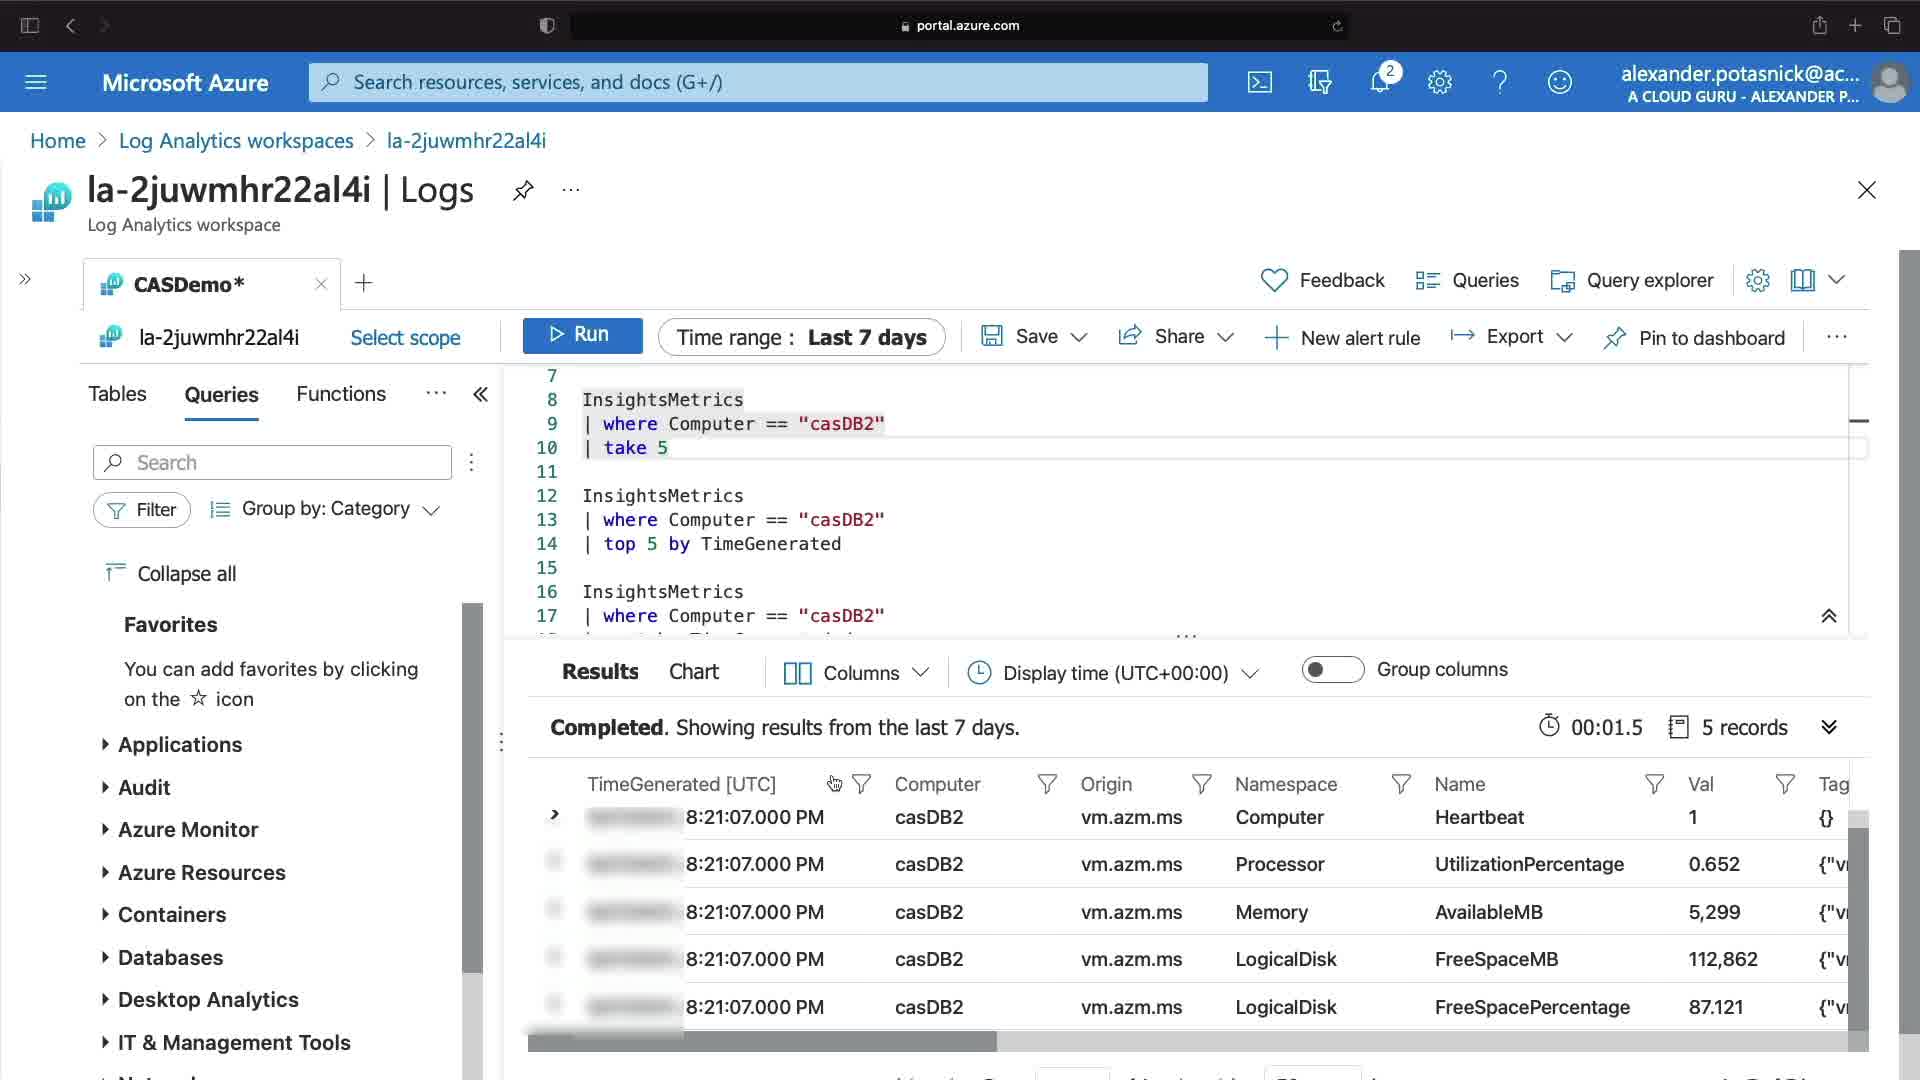 portal.azure.com
Microsoft Azure
Search resources, services, and docs (G+/)
2
alexander.potasnick@ac...
A CLOUD GURU - ALEXANDER P...
Home > Log Analytics workspaces > la-2juwmhr22al4i
la-2juwmhr22al4i | Logs
Log Analytics workspace
CASDemo*
Feedback
Queries
Query explorer
la-2juwmhr22al4i
Select scope
Run
Time range : Last 7 days
Save
Share
New alert rule
Export
Pin to dashboard
Tables
Queries
Functions
Search
Filter
Group by: Category
Collapse all
Favorites
You can add favorites by clicking
on the ☆ icon
Applications
Audit
Azure Monitor
Azure Resources
Containers
Databases
Desktop Analytics
IT & Management Tools
7
8 InsightsMetrics
9 | where Computer == "casDB2"
10 | take 5
11
12 InsightsMetrics
13 | where Computer == "casDB2"
14 | top 5 by TimeGenerated
15
16 InsightsMetrics
17 | where Computer == "casDB2"
Results
Chart
Columns
Display time (UTC+00:00)
Group columns
Completed. Showing results from the last 7 days.
00:01.5
5 records
TimeGenerated [UTC] Computer Origin Namespace Name Val Tag
8:21:07.000 PM casDB2 vm.azm.ms Computer Heartbeat 1 {}
8:21:07.000 PM casDB2 vm.azm.ms Processor UtilizationPercentage 0.652 {"v
8:21:07.000 PM casDB2 vm.azm.ms Memory AvailableMB 5,299 {"v
8:21:07.000 PM casDB2 vm.azm.ms LogicalDisk FreeSpaceMB 112,862 {"v
8:21:07.000 PM casDB2 vm.azm.ms LogicalDisk FreeSpacePercentage 87.121 {"v